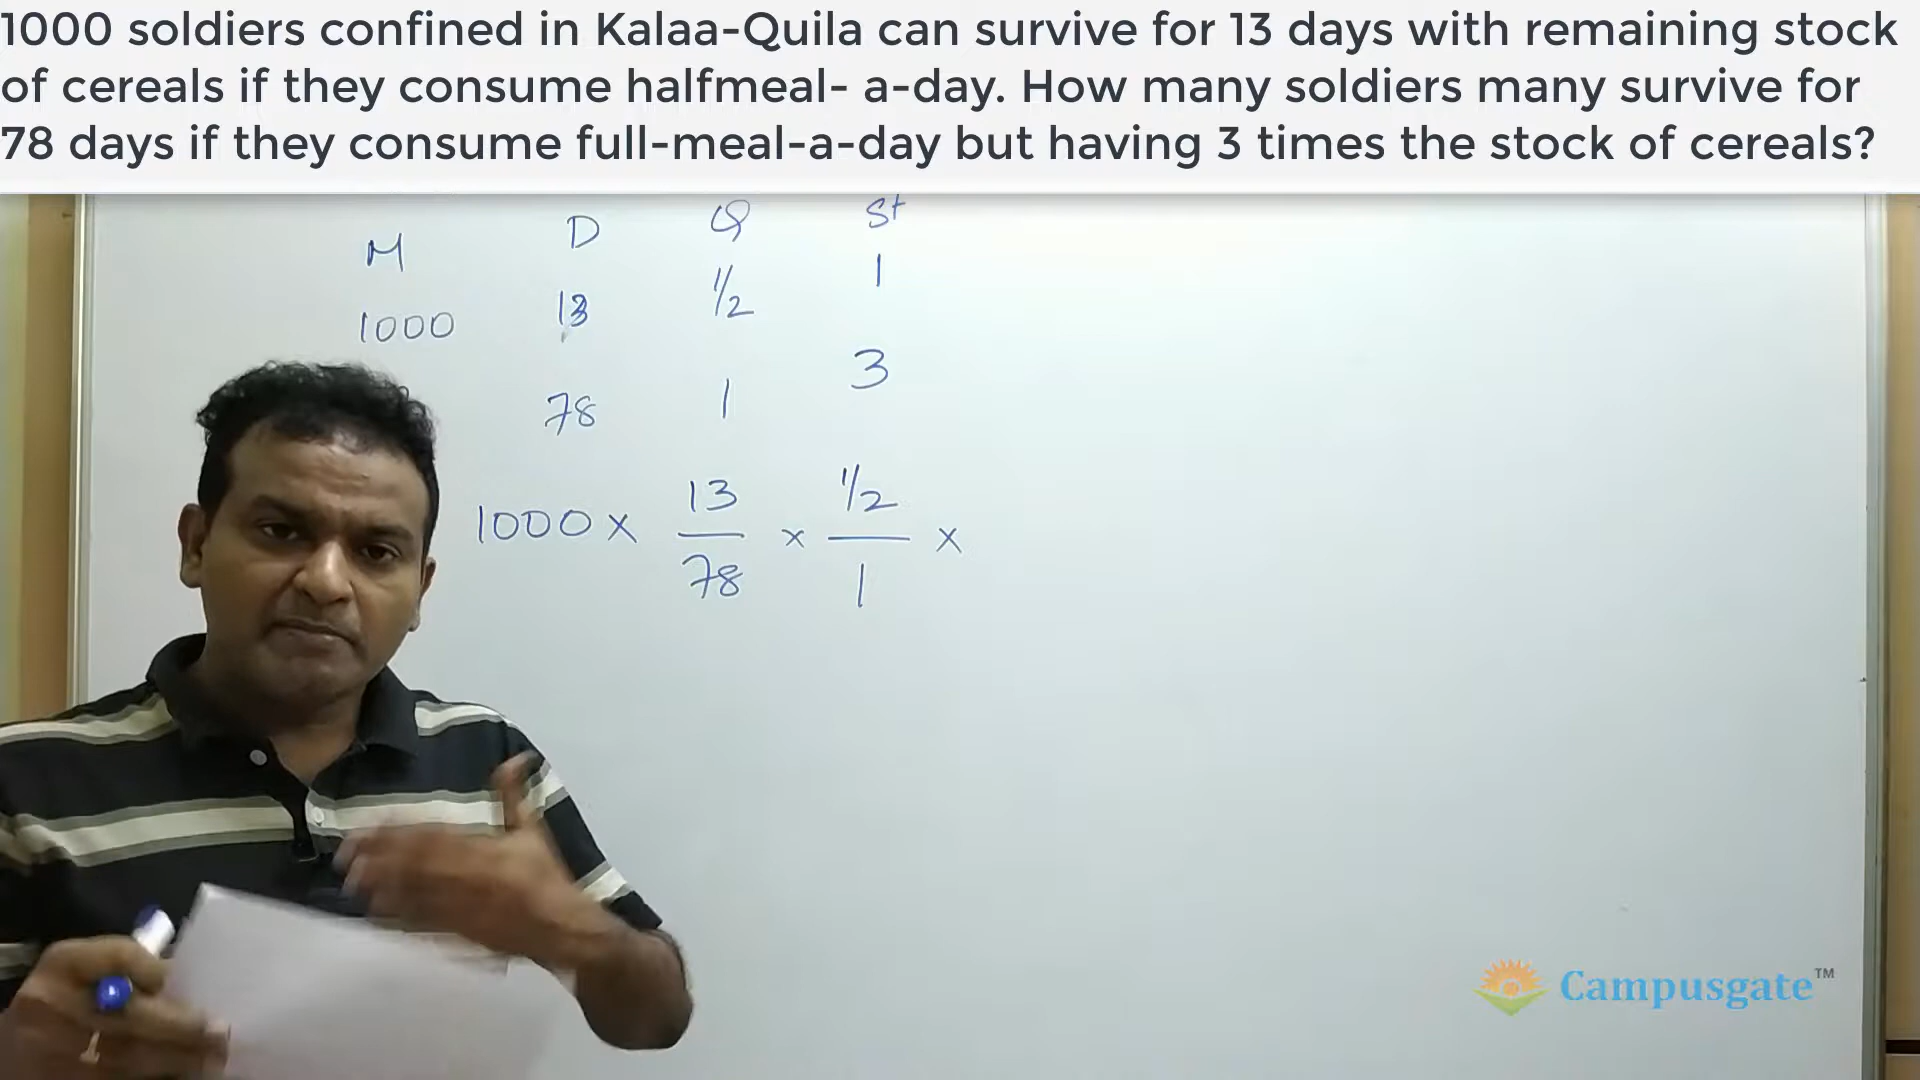 1000 soldiers confined in Kalaa-Quila can survive for 13 days with remaining stock
of cereals if they consume halfmeal- a-day. How many soldiers many survive for
78 days if they consume full-meal-a-day but having 3 times the stock of cereals?
M D Q St
1000 13 1/2 1
78 1 3
1000 x 13/78 x 1/2/1 x
Campusgate™